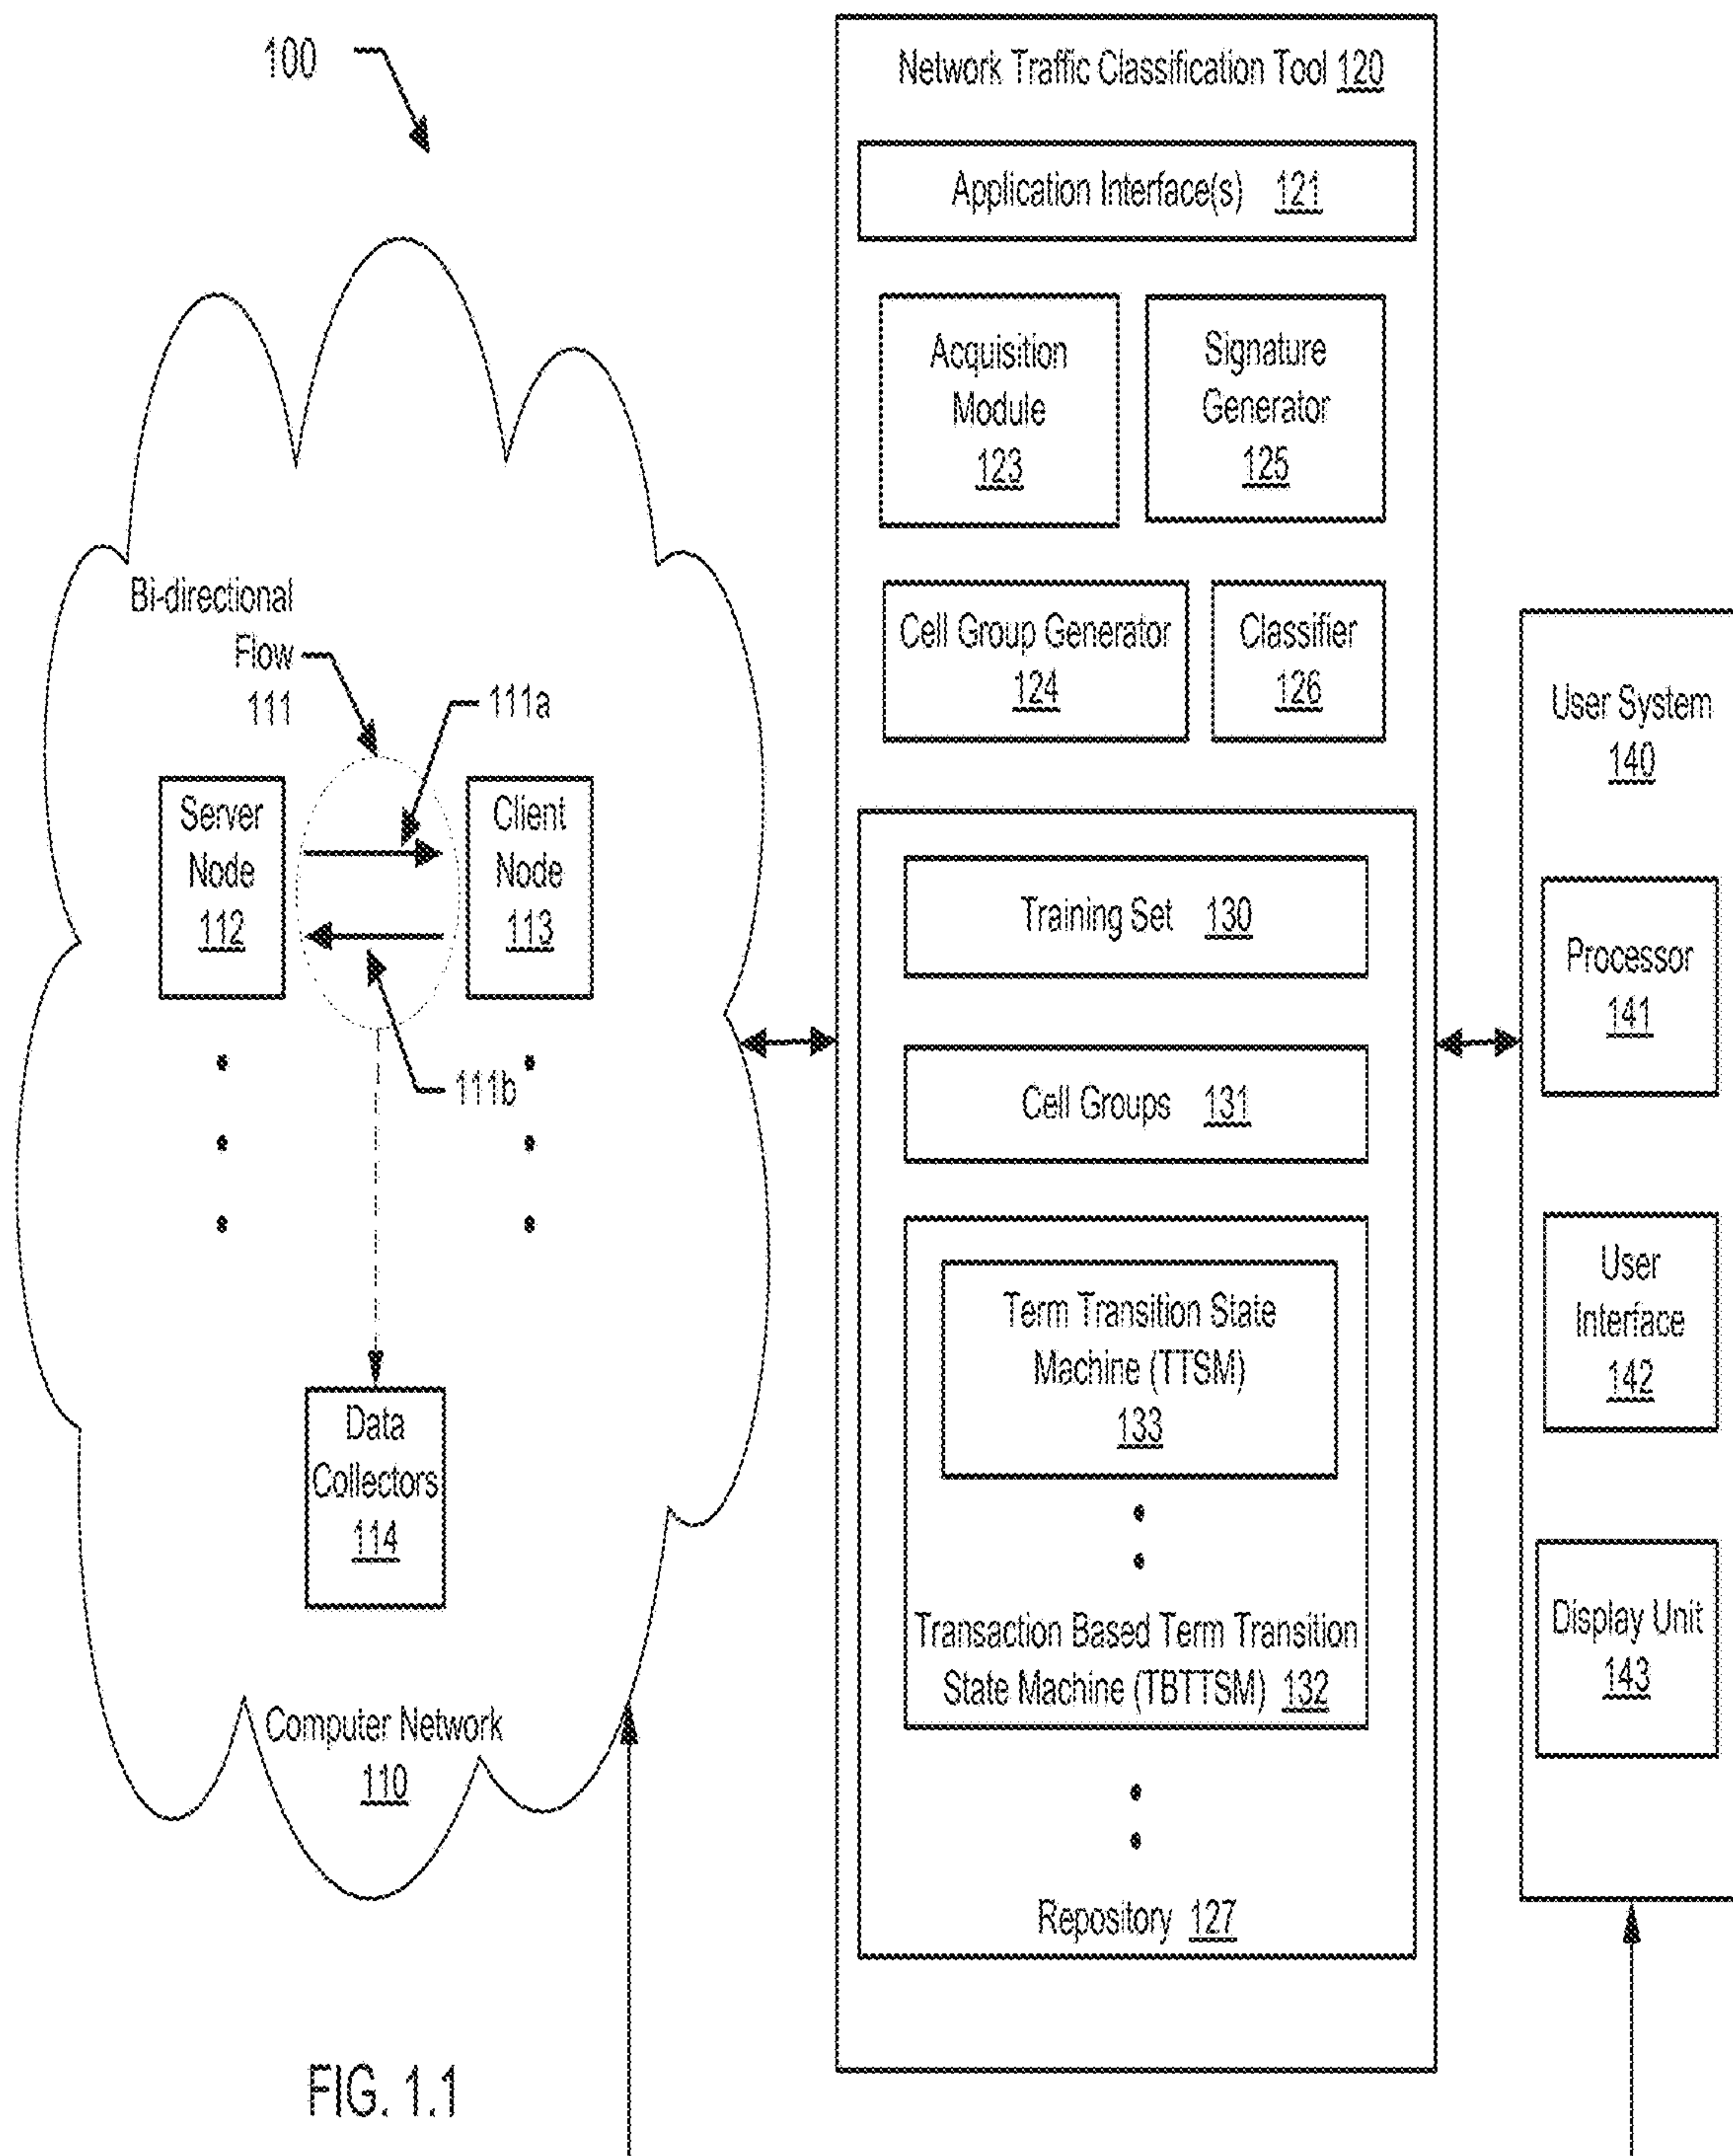 100
Network Traffic Classification Tool 120
Application Interface(s) 121
Acquisition
Module
123
Signature
Generator
125
Cell Group Generator
124
Classifier
126
Bi-directional
Flow
111
111a
Server
Node
112
Client
Node
113
111b
Data
Collectors
114
Computer Network
110
Training Set 130
Cell Groups 131
Term Transition State
Machine (TTSM)
133
Transaction Based Term Transition
State Machine (TBTTSM) 132
Repository 127
User System
140
Processor
141
User
Interface
142
Display Unit
143
FIG. 1.1